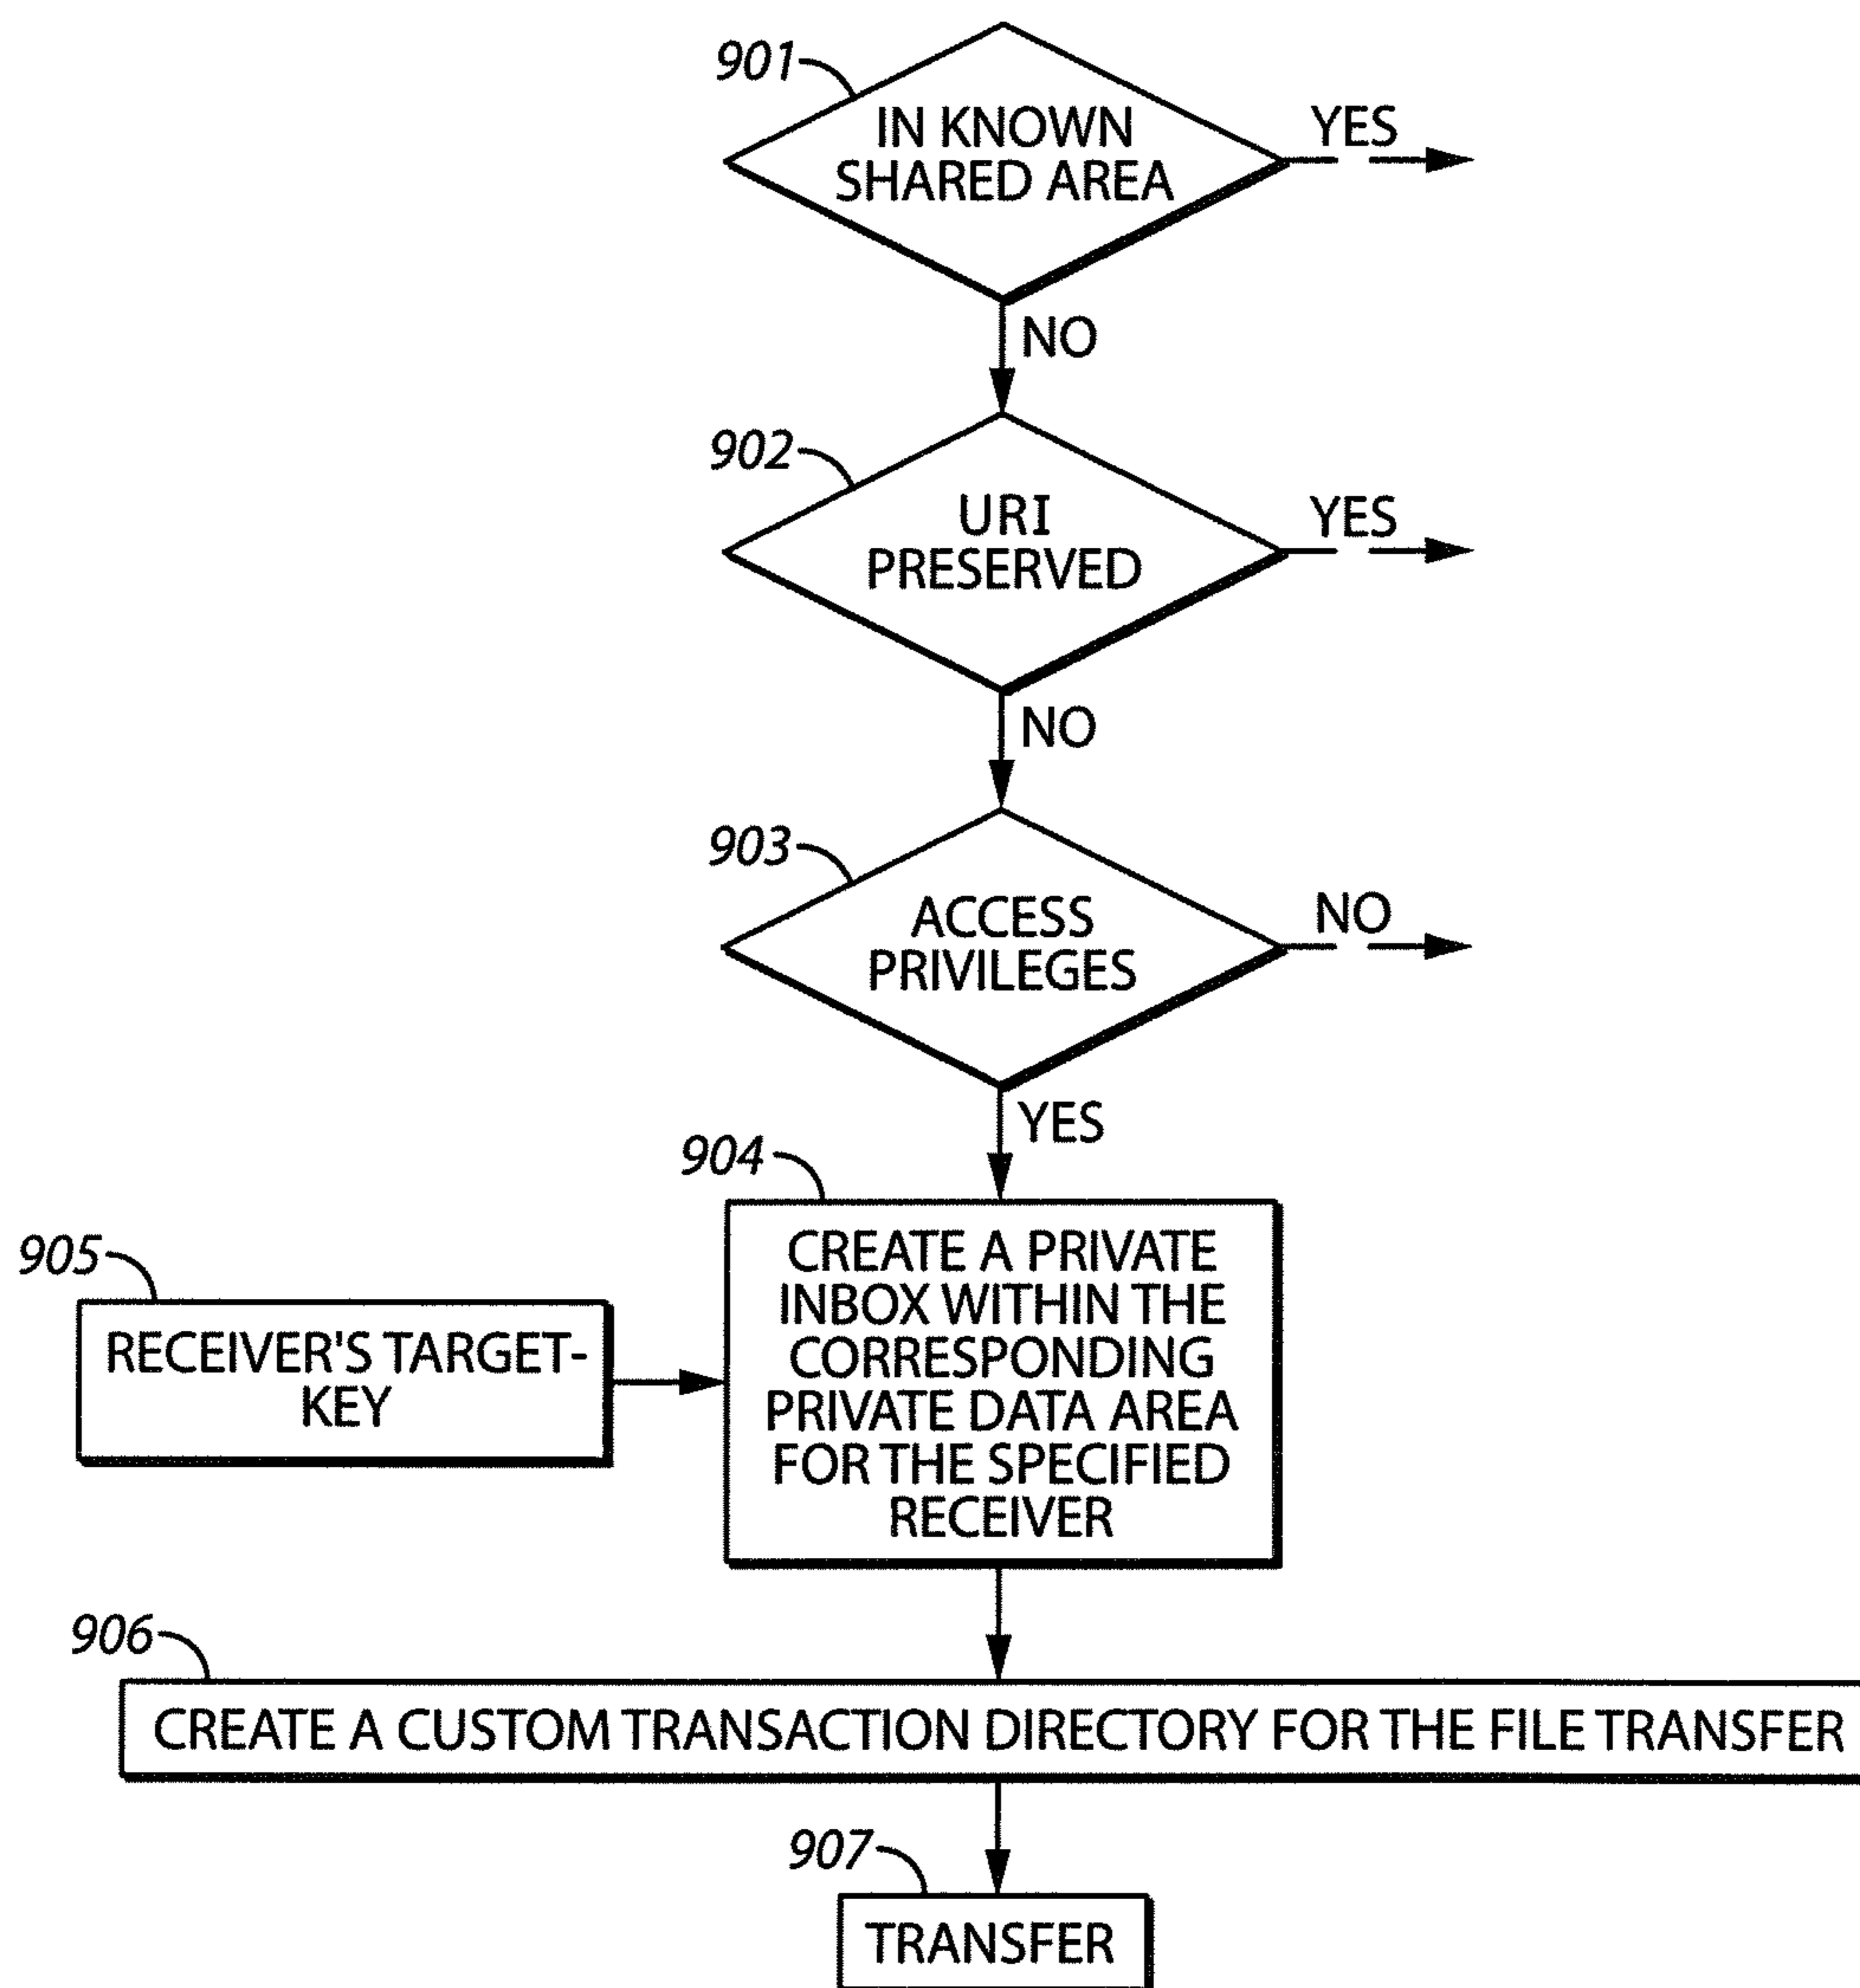 901
IN KNOWN
SHARED AREA
YES
NO
902
URI
PRESERVED
YES
NO
903
ACCESS
PRIVILEGES
NO
YES
904
CREATE A PRIVATE
INBOX WITHIN THE
CORRESPONDING
PRIVATE DATA AREA
FOR THE SPECIFIED
RECEIVER
905
RECEIVER'S TARGET-
KEY
906
CREATE A CUSTOM TRANSACTION DIRECTORY FOR THE FILE TRANSFER
907
TRANSFER